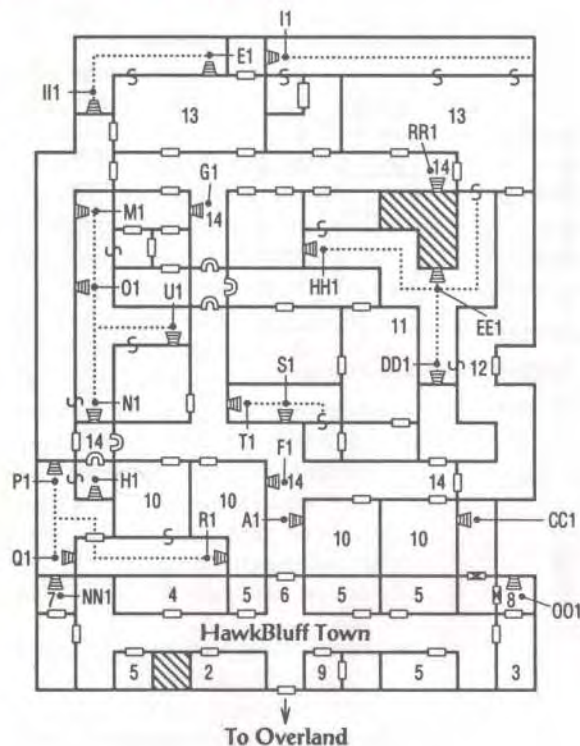 I1
E1
II1
13
13
RR1
14
G1
14
M1
HH1
O1
U1
EE1
11
S1
DD1
12
N1
T1
14
F1
14
14
P1
H1
10
10
A1
10
10
CC1
R1
Q1
7
NN1
4
5
6
5
5
8
OO1
HawkBluff Town
5
2
9
5
3
To Overland